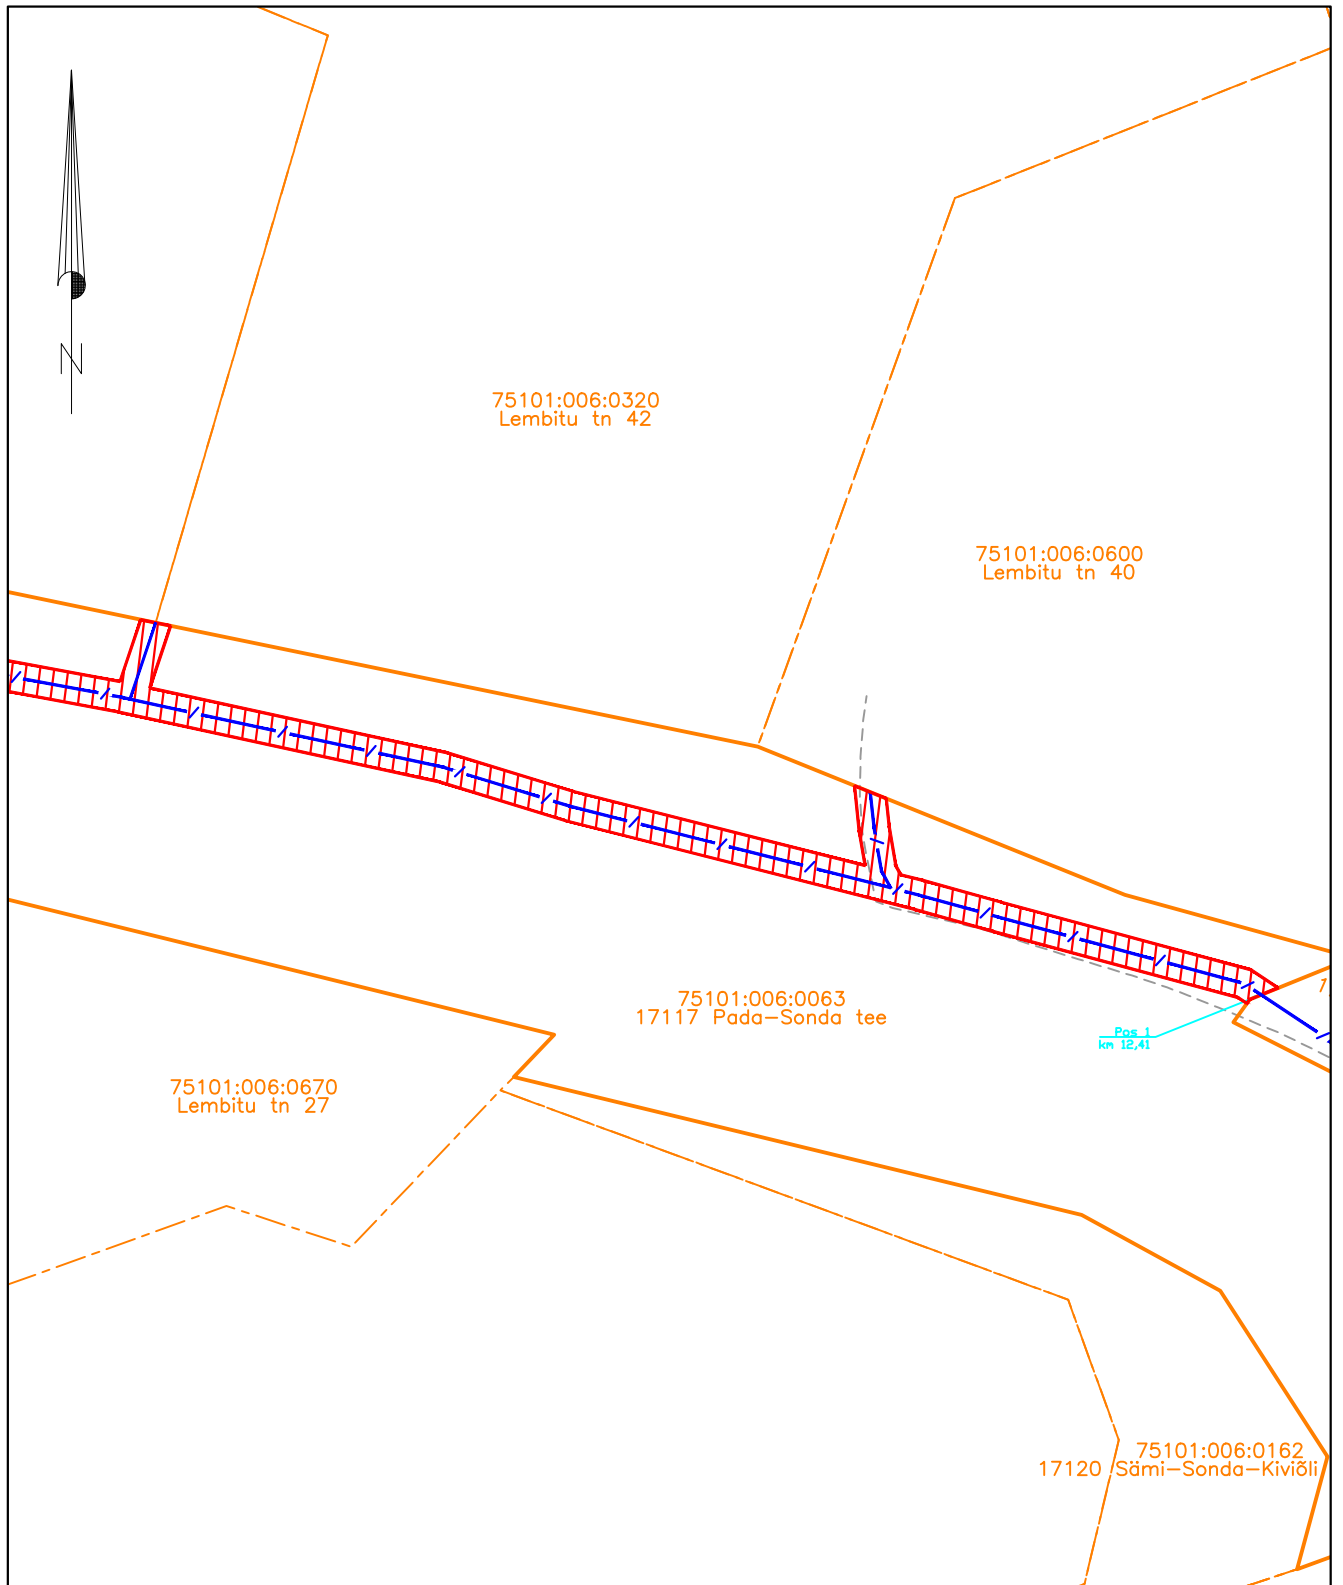 N
75101:006:0320
Lembitu tn 42
75101:006:0600
Lembitu tn 40
1
75101:006:0063
17117 Pada-Sonda tee
Pos 1
km 12,41
75101:006:0670
Lembitu tn 27
75101:006:0162
17120 Sämi-Sonda-Kiviõli